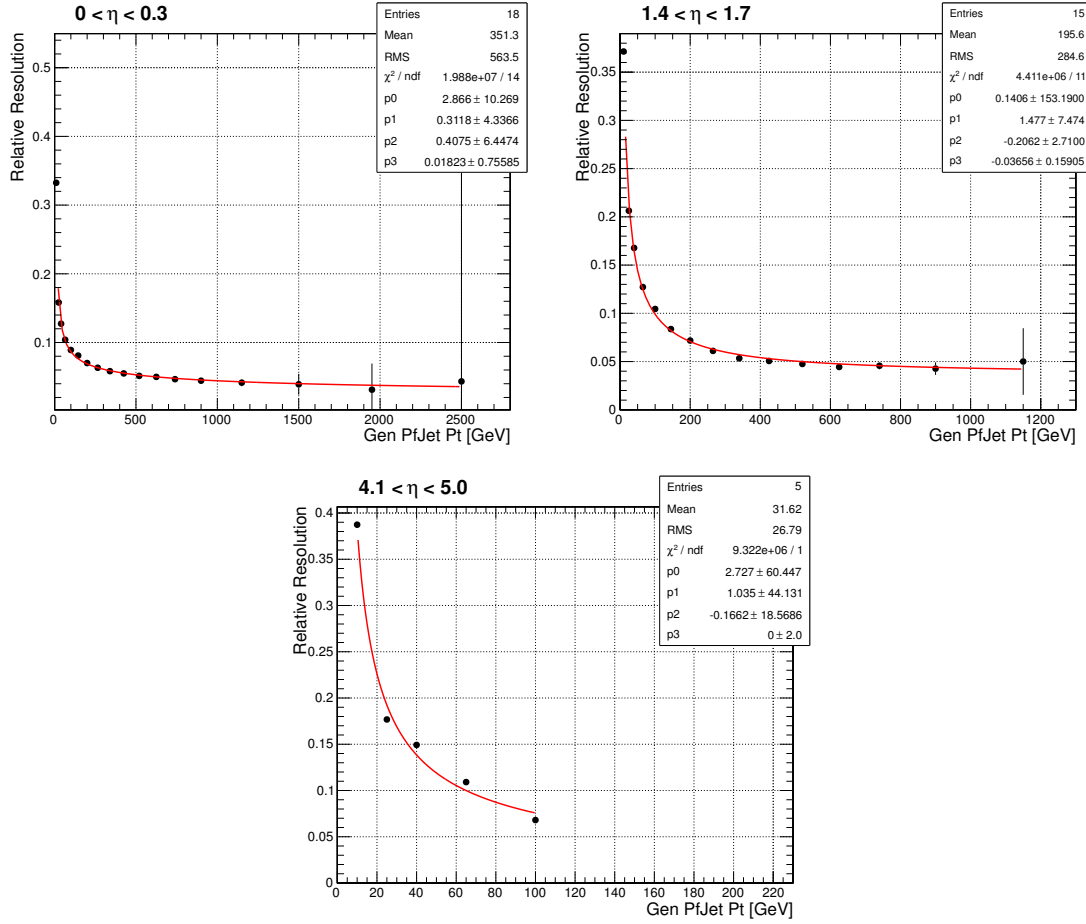 0 < η < 0.3
Entries 18
Mean 351.3
RMS 563.5
χ² / ndf 1.988e+07 / 14
p0 2.866 ± 10.269
p1 0.3118 ± 4.3366
p2 0.4075 ± 6.4474
p3 0.01823 ± 0.75585
Relative Resolution
0.5
0.4
0.3
0.2
0.1
0 500 1000 1500 2000 2500
Gen PfJet Pt [GeV]
1.4 < η < 1.7
Entries 15
Mean 195.6
RMS 284.6
χ² / ndf 4.411e+06 / 11
p0 0.1406 ± 153.1900
p1 1.477 ± 7.474
p2 -0.2062 ± 2.7100
p3 -0.03656 ± 0.15905
Relative Resolution
0.35
0.3
0.25
0.2
0.15
0.1
0.05
0
0 200 400 600 800 1000 1200
Gen PfJet Pt [GeV]
4.1 < η < 5.0
Entries 5
Mean 31.62
RMS 26.79
χ² / ndf 9.322e+06 / 1
p0 2.727 ± 60.447
p1 1.035 ± 44.131
p2 -0.1662 ± 18.5686
p3 0 ± 2.0
Relative Resolution
0.4
0.35
0.3
0.25
0.2
0.15
0.1
0.05
0
0 20 40 60 80 100 120 140 160 180 200 220
Gen PfJet Pt [GeV]